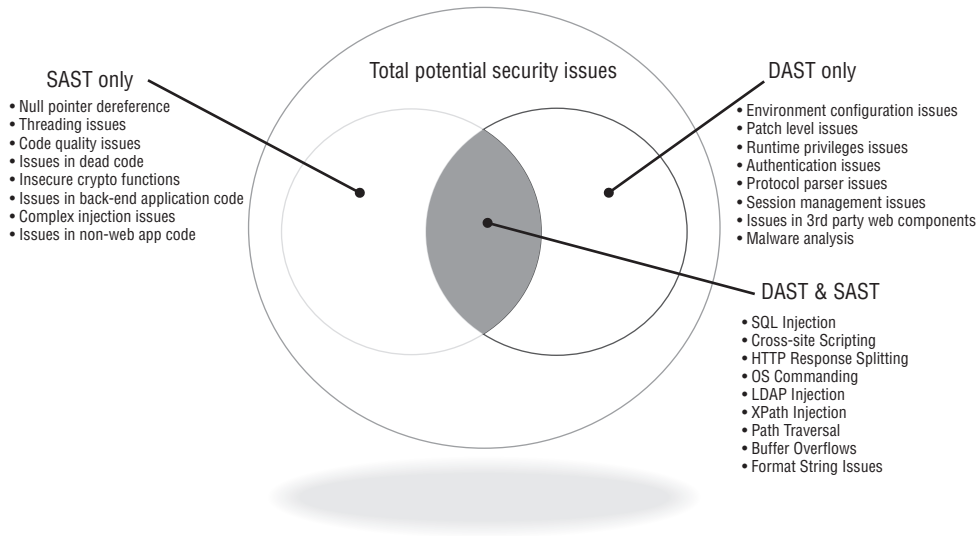 Total potential security issues
SAST only
• Null pointer dereference
• Threading issues
• Code quality issues
• Issues in dead code
• Insecure crypto functions
• Issues in back-end application code
• Complex injection issues
• Issues in non-web app code
DAST only
• Environment configuration issues
• Patch level issues
• Runtime privileges issues
• Authentication issues
• Protocol parser issues
• Session management issues
• Issues in 3rd party web components
• Malware analysis
DAST & SAST
• SQL Injection
• Cross-site Scripting
• HTTP Response Splitting
• OS Commanding
• LDAP Injection
• XPath Injection
• Path Traversal
• Buffer Overflows
• Format String Issues